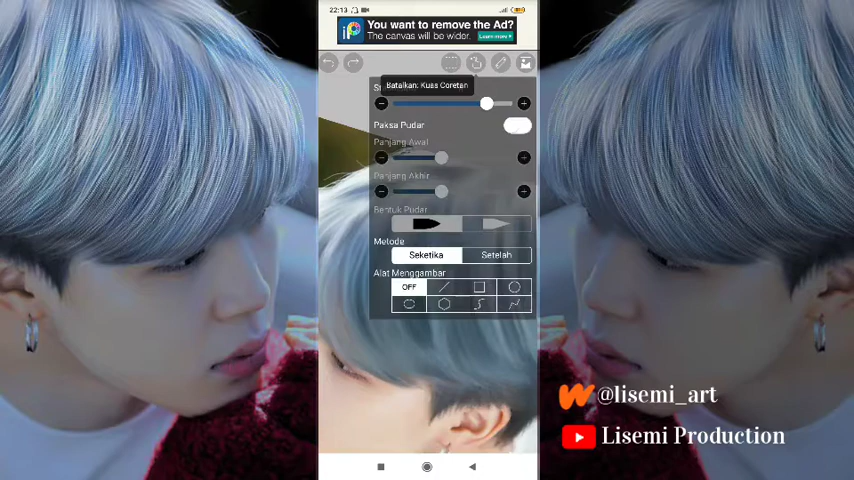 22:13
You want to remove the Ad?
The canvas will be wider.
Learn more >
Batalkan: Kuas Coretan
Paksa Pudar
Panjang Awal
Panjang Akhir
Bentuk Pudar
Metode
Seketika Setelah
Alat Menggambar
OFF
@lisemi_art
Lisemi Production